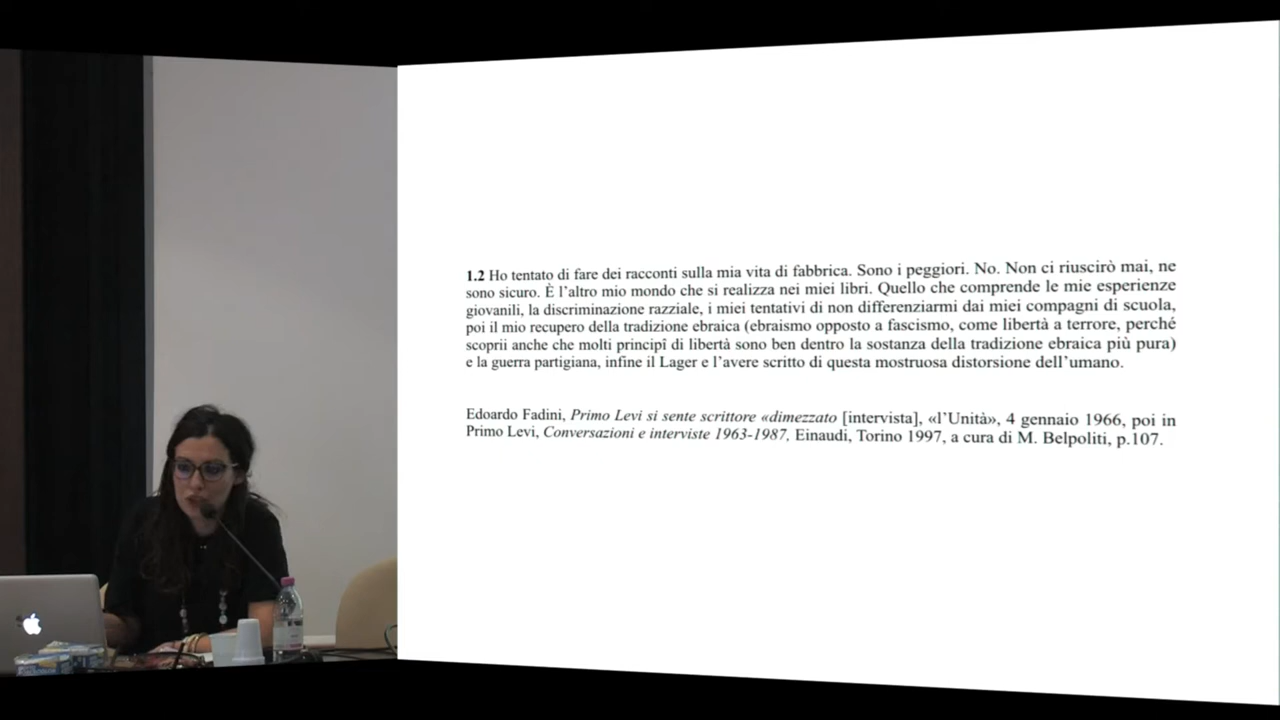 1.2 Ho tentato di fare dei racconti sulla mia vita di fabbrica. Sono i peggiori. No. Non ci riuscirò mai, ne
sono sicuro. È l'altro mio mondo che si realizza nei miei libri. Quello che comprende le mie esperienze
giovanili, la discriminazione razziale, i miei tentativi di non differenziarmi dai miei compagni di scuola,
poi il mio recupero della tradizione ebraica (ebraismo opposto a fascismo, come libertà a terrore, perché
scoprii anche che molti principî di libertà sono ben dentro la sostanza della tradizione ebraica più pura)
e la guerra partigiana, infine il Lager e l'avere scritto di questa mostruosa distorsione dell'umano.
Edoardo Fadini, Primo Levi si sente scrittore «dimezzato [intervista], «l'Unità», 4 gennaio 1966, poi in
Primo Levi, Conversazioni e interviste 1963-1987, Einaudi, Torino 1997, a cura di M. Belpoliti, p.107.